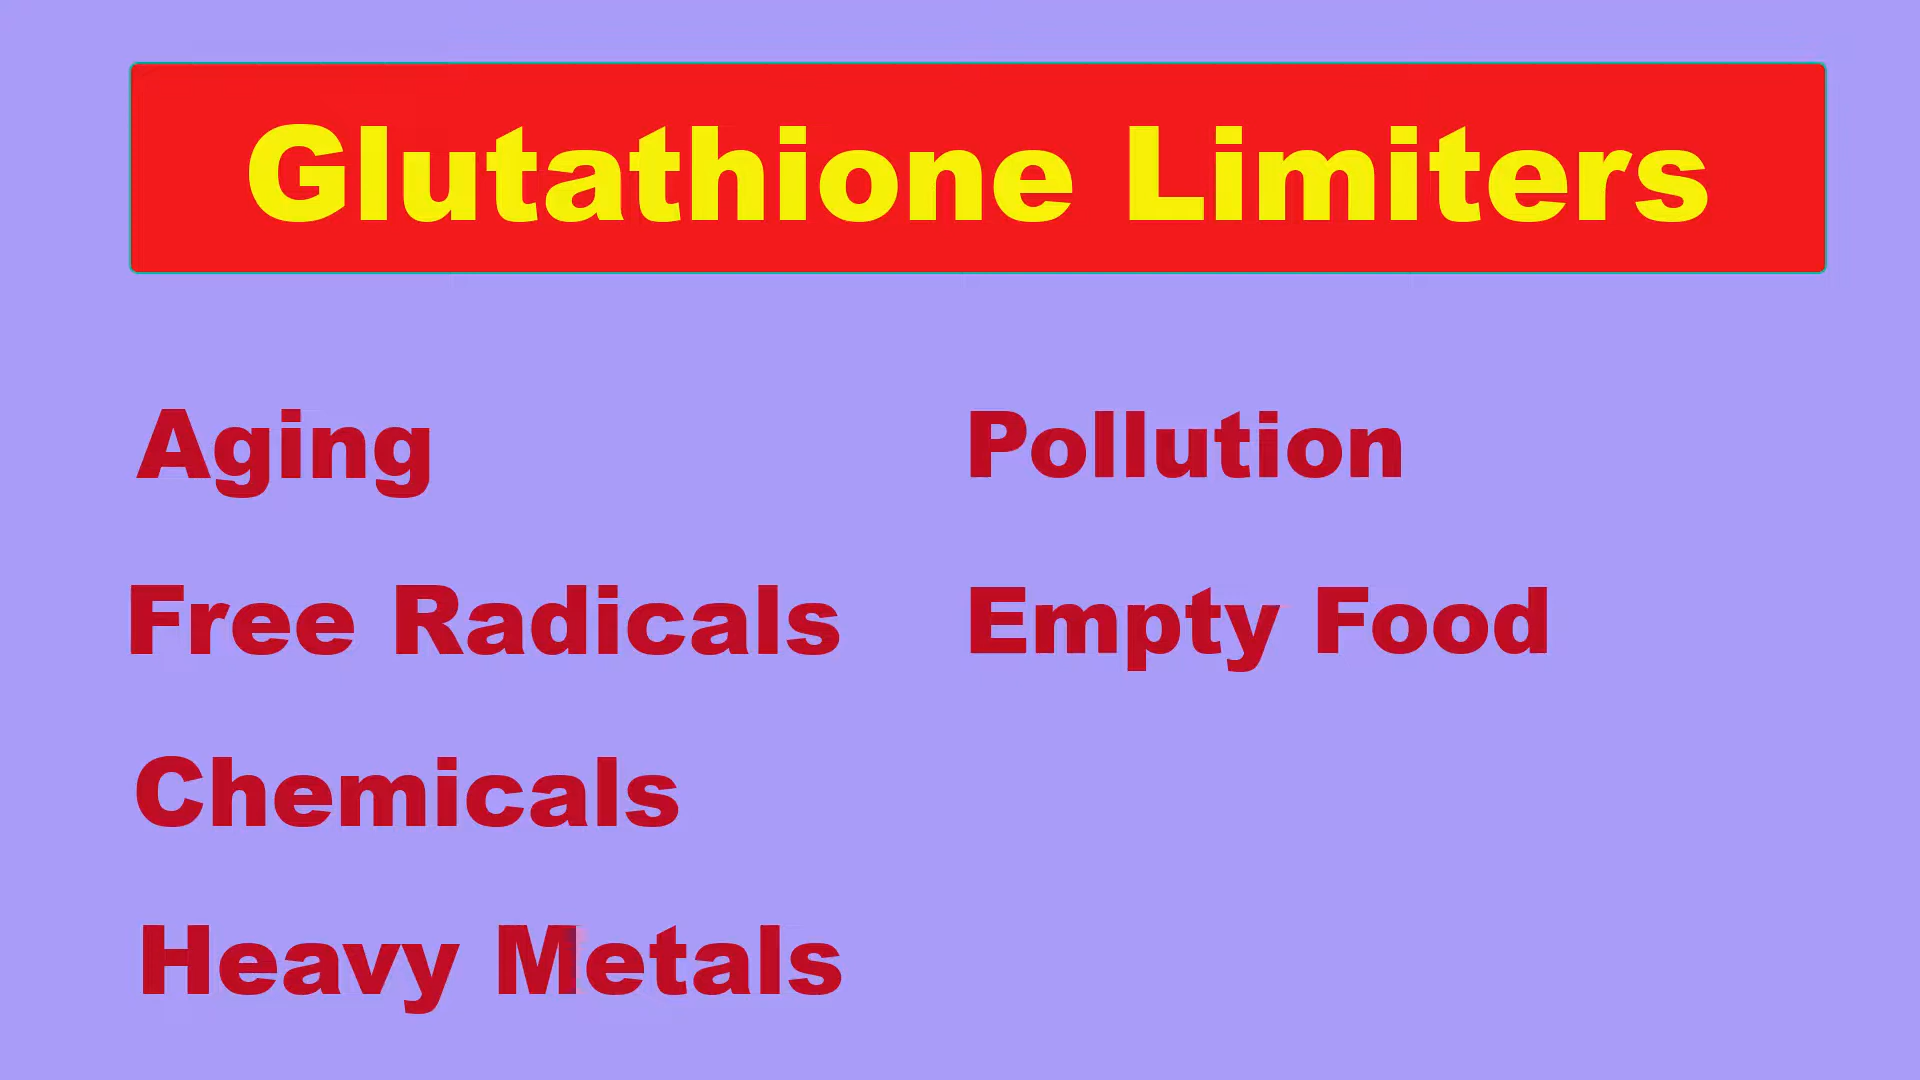 Glutathione Limiters
Aging
Free Radicals
Chemicals
Heavy Metals
Pollution
Empty Food